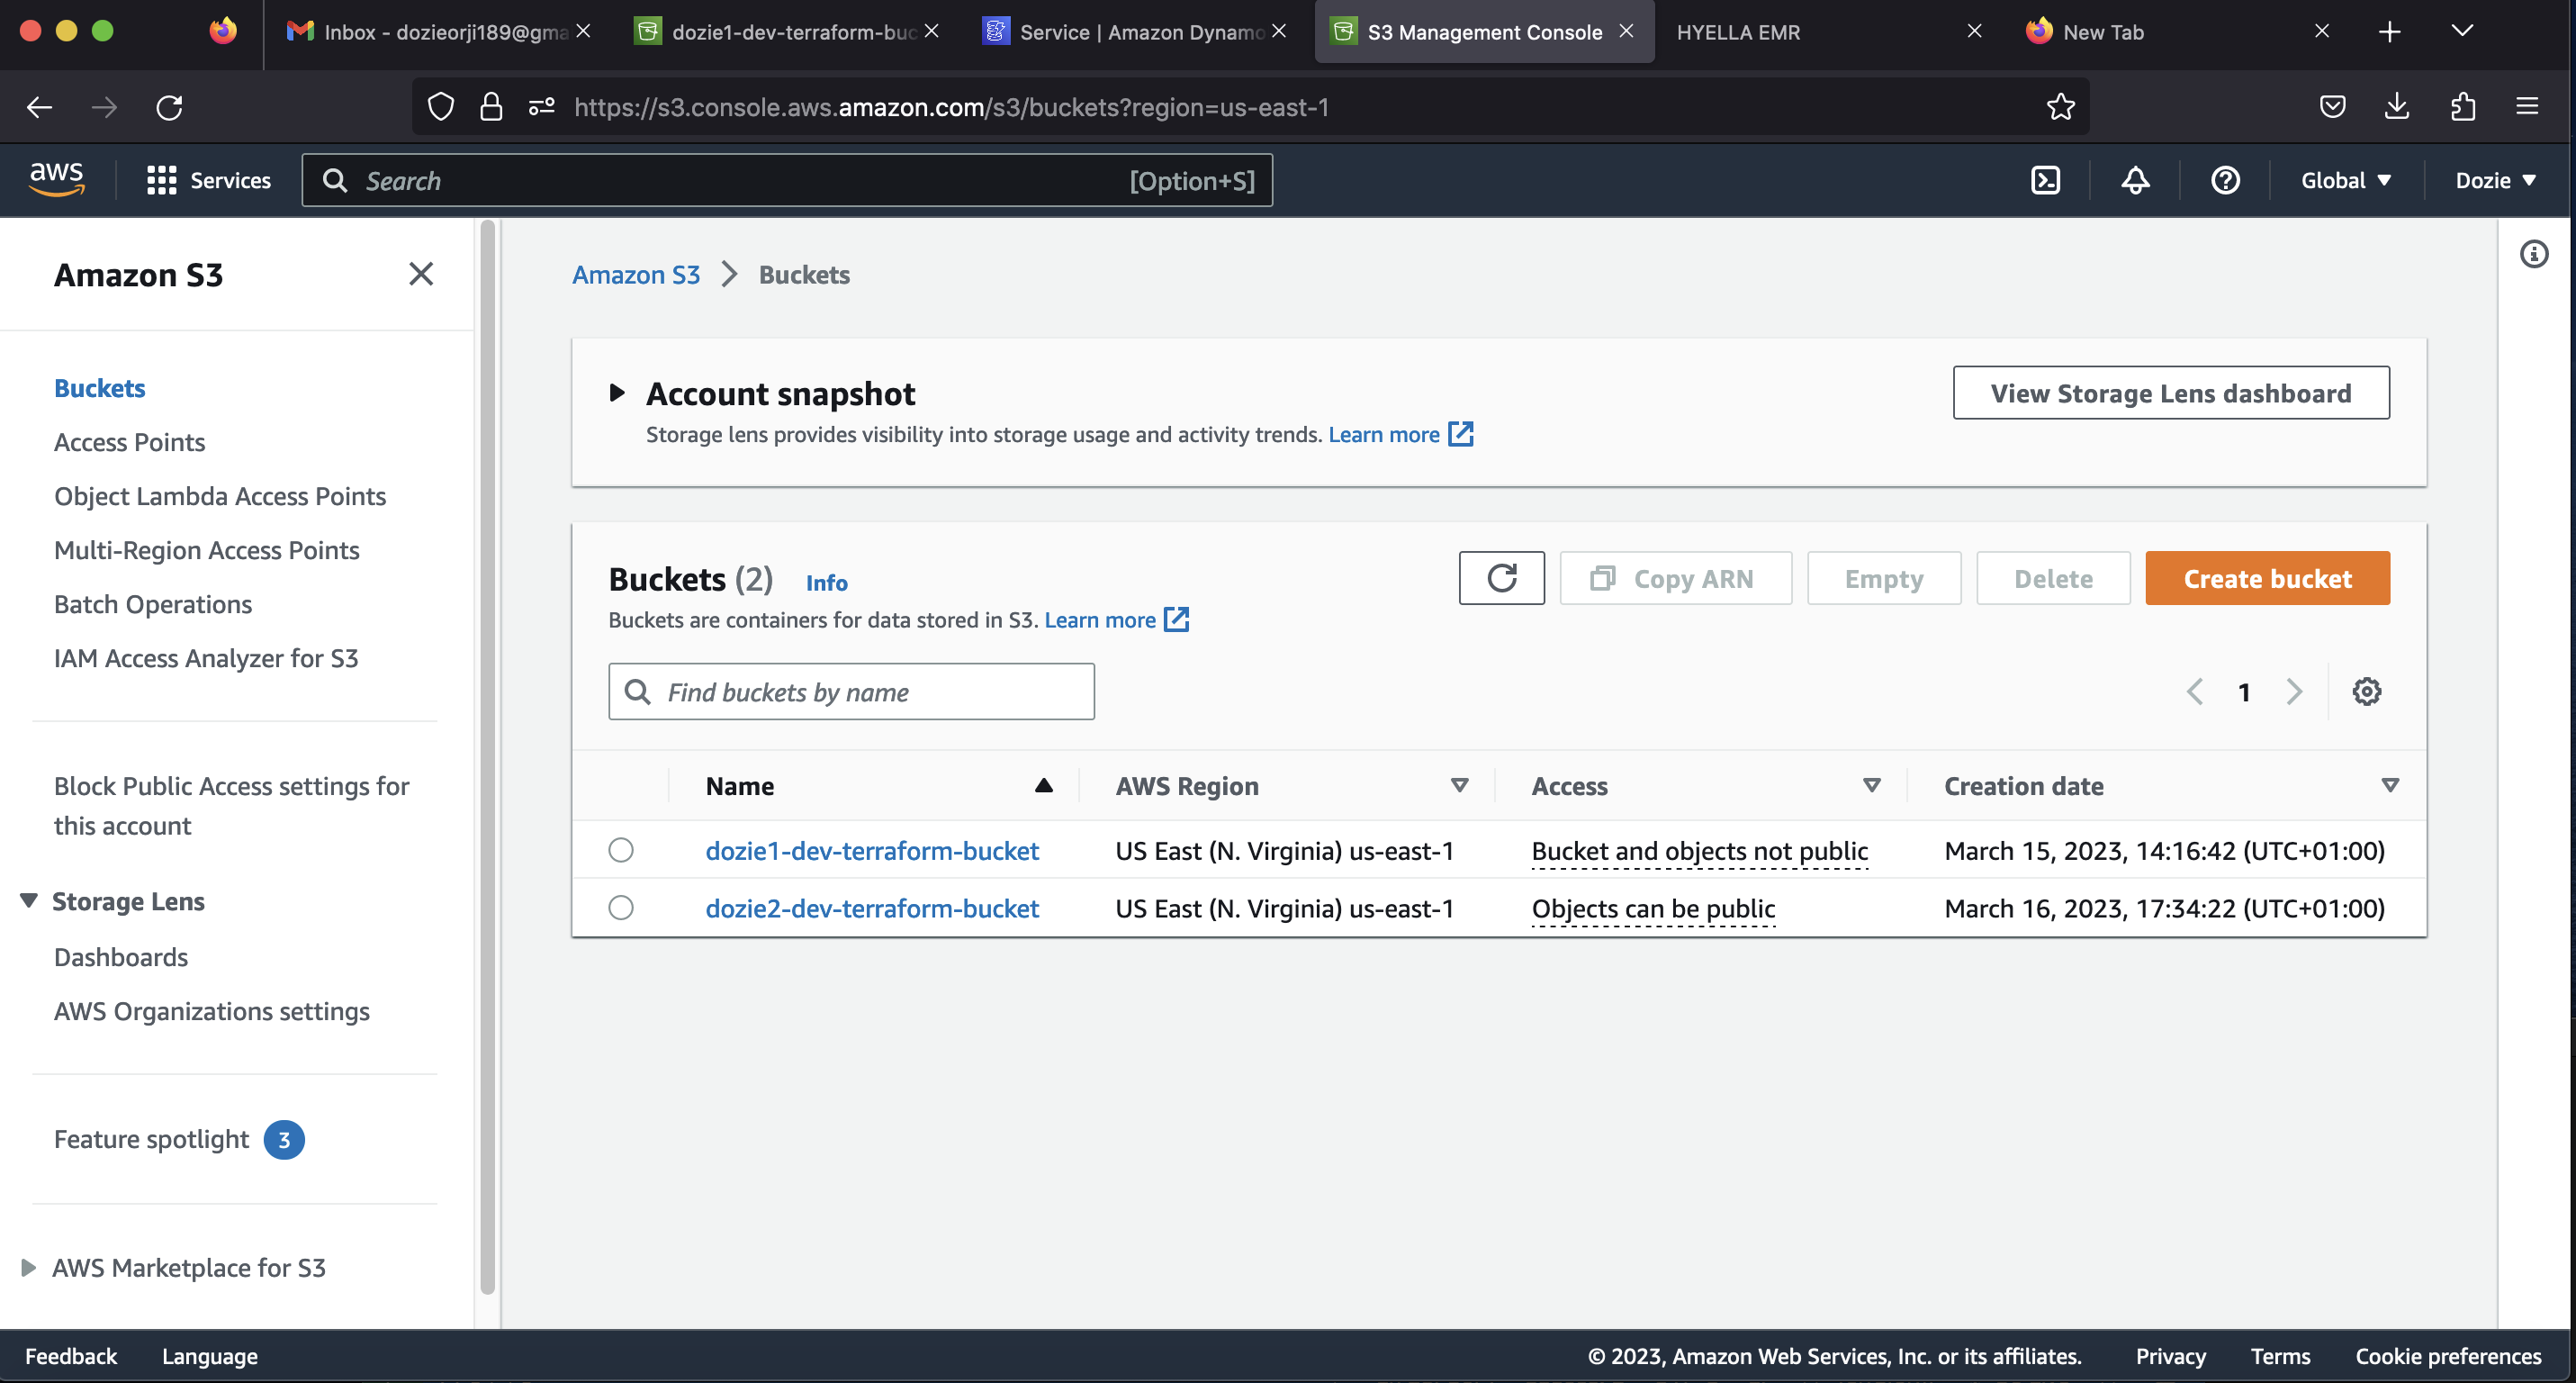 Inbox - dozieorji189@gma
dozie1-dev-terraform-buc
Service | Amazon Dynamo
S3 Management Console
HYELLA EMR
New Tab
https://s3.console.aws.amazon.com/s3/buckets?region=us-east-1
aws
Services
Search
[Option+S]
Global
Dozie
Amazon S3
Buckets
Access Points
Object Lambda Access Points
Multi-Region Access Points
Batch Operations
IAM Access Analyzer for S3
Block Public Access settings for
this account
Storage Lens
Dashboards
AWS Organizations settings
Feature spotlight 3
AWS Marketplace for S3
Amazon S3 > Buckets
Account snapshot
Storage lens provides visibility into storage usage and activity trends. Learn more
View Storage Lens dashboard
Buckets (2) Info
Buckets are containers for data stored in S3. Learn more
Copy ARN
Empty
Delete
Create bucket
Find buckets by name
1
Name AWS Region Access Creation date
dozie1-dev-terraform-bucket US East (N. Virginia) us-east-1 Bucket and objects not public March 15, 2023, 14:16:42 (UTC+01:00)
dozie2-dev-terraform-bucket US East (N. Virginia) us-east-1 Objects can be public March 16, 2023, 17:34:22 (UTC+01:00)
Feedback Language © 2023, Amazon Web Services, Inc. or its affiliates. Privacy Terms Cookie preferences